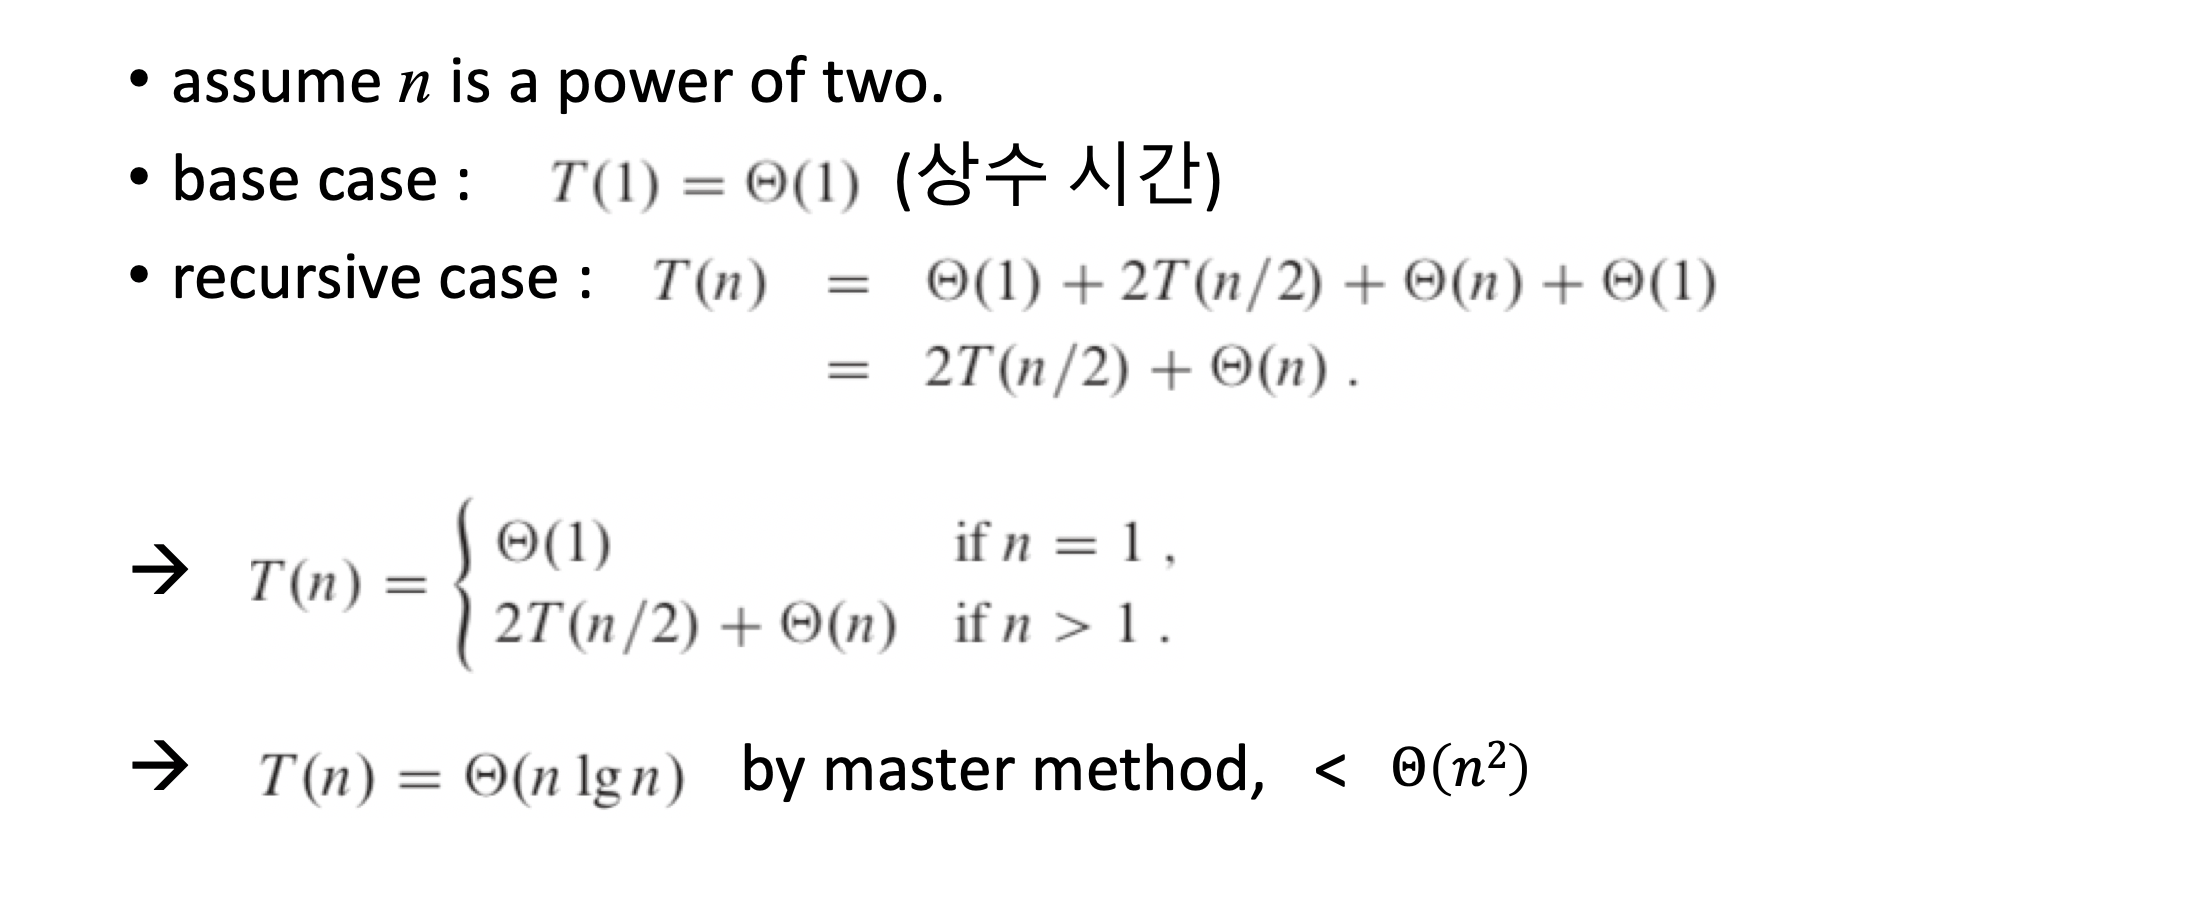 • assume n is a power of two.
• base case : T(1) = Θ(1) (상수 시간)
• recursive case : T(n) = Θ(1) + 2T(n/2) + Θ(n) + Θ(1)
= 2T(n/2) + Θ(n) .
→ T(n) = { Θ(1) if n = 1 ,
2T(n/2) + Θ(n) if n > 1 .
→ T(n) = Θ(n lg n) by master method, < Θ(n²)